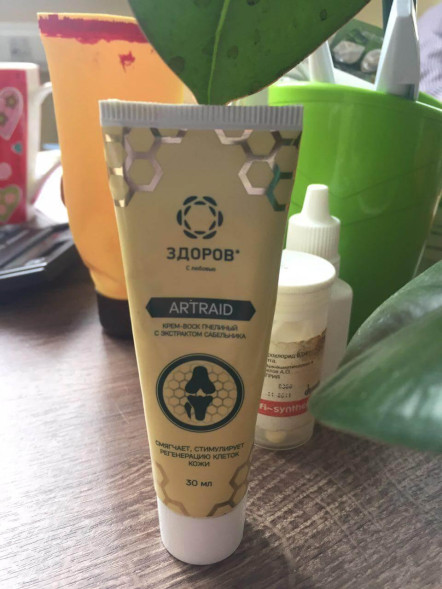 ЗДОРОВ
С любовью
ARTRAID
КРЕМ-ВОСК ПЧЕЛИНЫЙ
С ЭКСТРАКТОМ САБЕЛЬНИКА
СМЯГЧАЕТ, СТИМУЛИРУЕТ
РЕГЕНЕРАЦИЮ КЛЕТОК
КОЖИ
30 мл